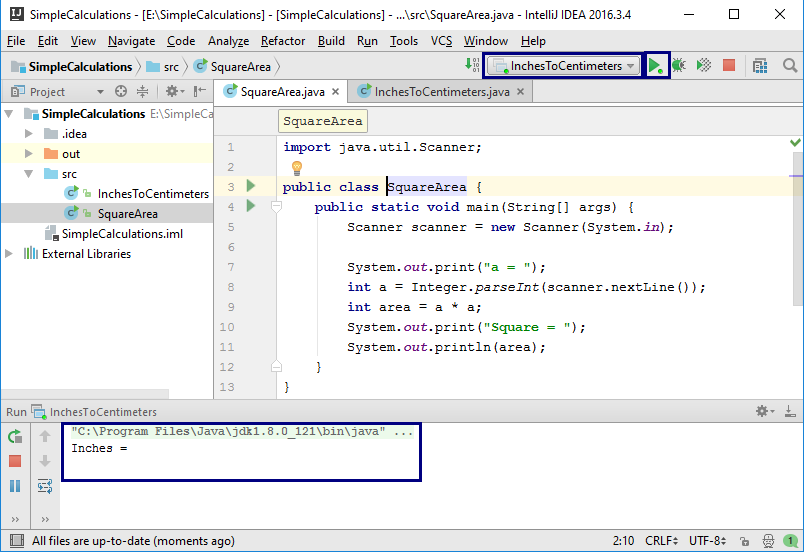 SimpleCalculations - [E:\SimpleCalculations] - [SimpleCalculations] - ...\src\SquareArea.java - IntelliJ IDEA 2016.3.4
File Edit View Navigate Code Analyze Refactor Build Run Tools VCS Window Help
SimpleCalculations src SquareArea InchesToCentimeters
Project SquareArea.java InchesToCentimeters.java
SimpleCalculations E:\SimpleC
.idea
out
src
InchesToCentimeters
SquareArea
SimpleCalculations.iml
External Libraries
SquareArea
1 import java.util.Scanner;
2
3 public class SquareArea {
4 public static void main(String[] args) {
5 Scanner scanner = new Scanner(System.in);
6
7 System.out.print("a = ");
8 int a = Integer.parseInt(scanner.nextLine());
9 int area = a * a;
10 System.out.print("Square = ");
11 System.out.println(area);
12 }
13 }
Run InchesToCentimeters
"C:\Program Files\Java\jdk1.8.0_121\bin\java" ...
Inches =
All files are up-to-date (moments ago) 2:10 CRLF UTF-8 1